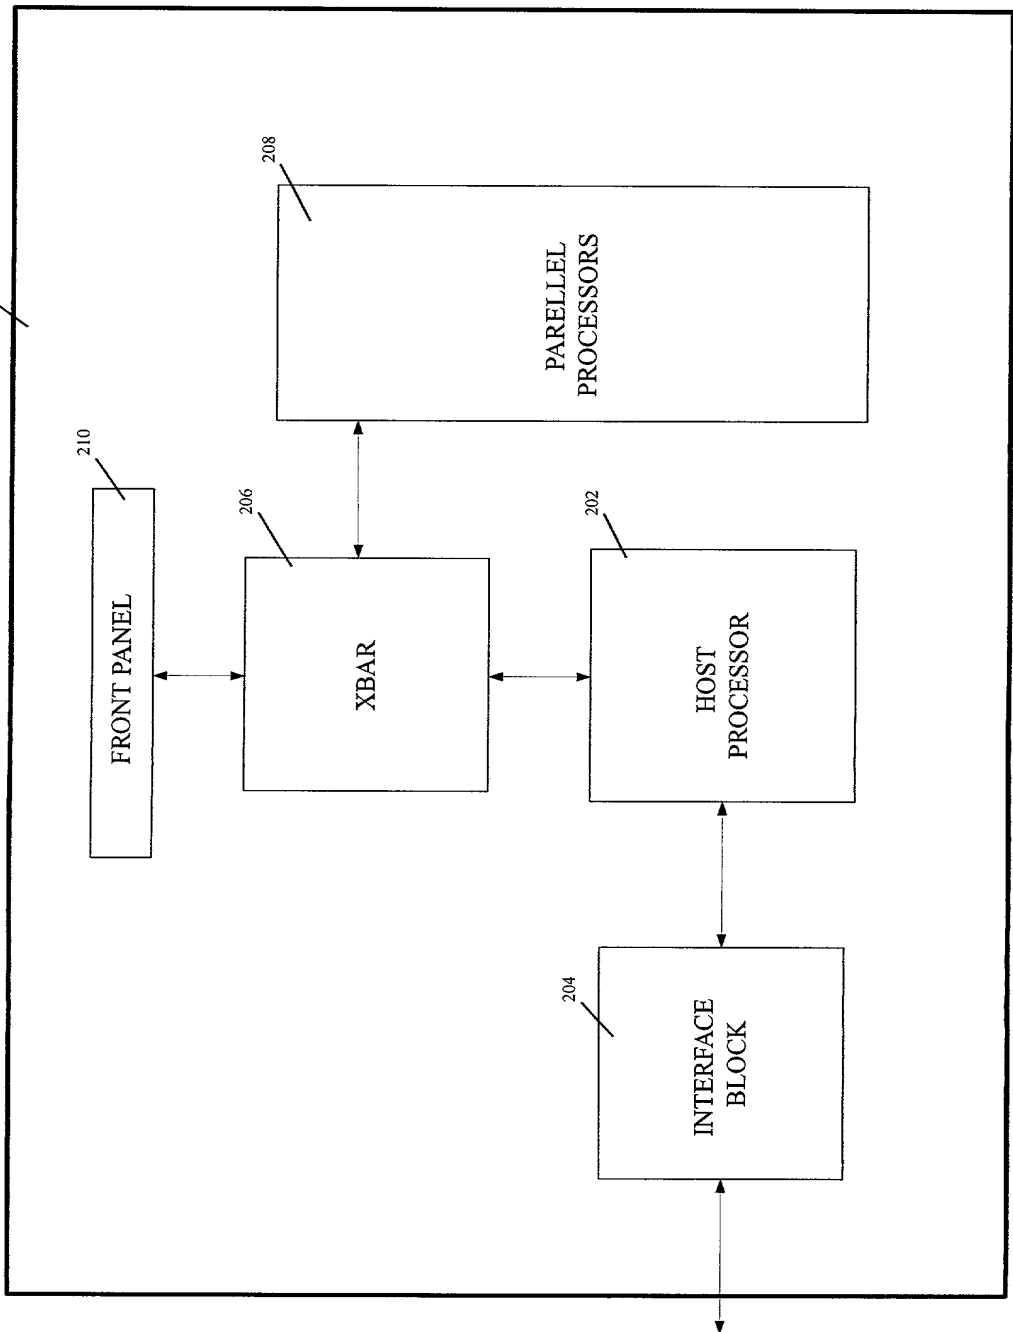 210
FRONT PANEL
206
XBAR
208
PARELLEL
PROCESSORS
202
HOST
PROCESSOR
204
INTERFACE
BLOCK